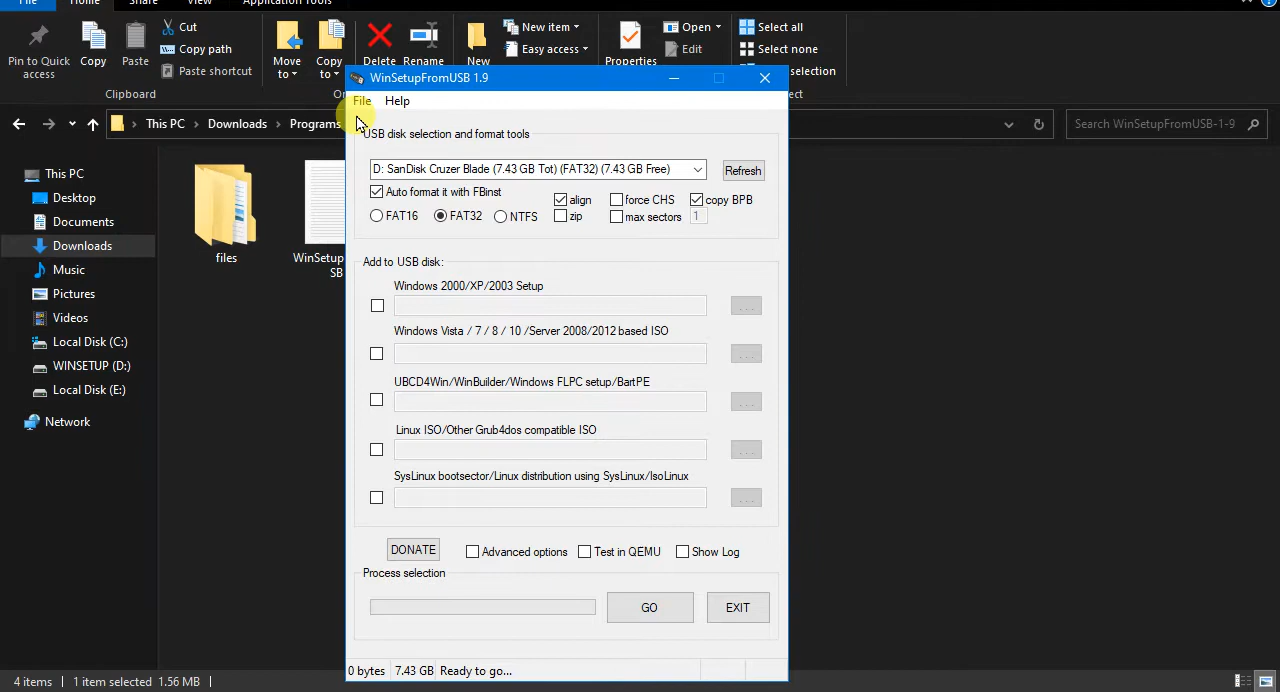 File
Home
Share
View
Application Tools
Pin to Quick
access
Copy
Paste
Cut
Copy path
Paste shortcut
Clipboard
Move
to
Copy
to
Delete
Rename
New
New item
Easy access
Properties
Open
Edit
Select all
Select none
selection
ect
This PC
Downloads
Programs
Search WinSetupFromUSB-1-9
This PC
Desktop
Documents
Downloads
Music
Pictures
Videos
Local Disk (C:)
WINSETUP (D:)
Local Disk (E:)
Network
files
WinSetup
SB
WinSetupFromUSB 1.9
File
Help
USB disk selection and format tools
D: SanDisk Cruzer Blade (7.43 GB Tot) (FAT32) (7.43 GB Free)
Refresh
Auto format it with FBinst
align
force CHS
copy BPB
FAT16
FAT32
NTFS
zip
max sectors
1
Add to USB disk:
Windows 2000/XP/2003 Setup
...
Windows Vista / 7 / 8 / 10 /Server 2008/2012 based ISO
...
UBCD4Win/WinBuilder/Windows FLPC setup/BartPE
...
Linux ISO/Other Grub4dos compatible ISO
...
SysLinux bootsector/Linux distribution using SysLinux/IsoLinux
...
DONATE
Advanced options
Test in QEMU
Show Log
Process selection
GO
EXIT
0 bytes
7.43 GB
Ready to go...
4 items
1 item selected 1.56 MB